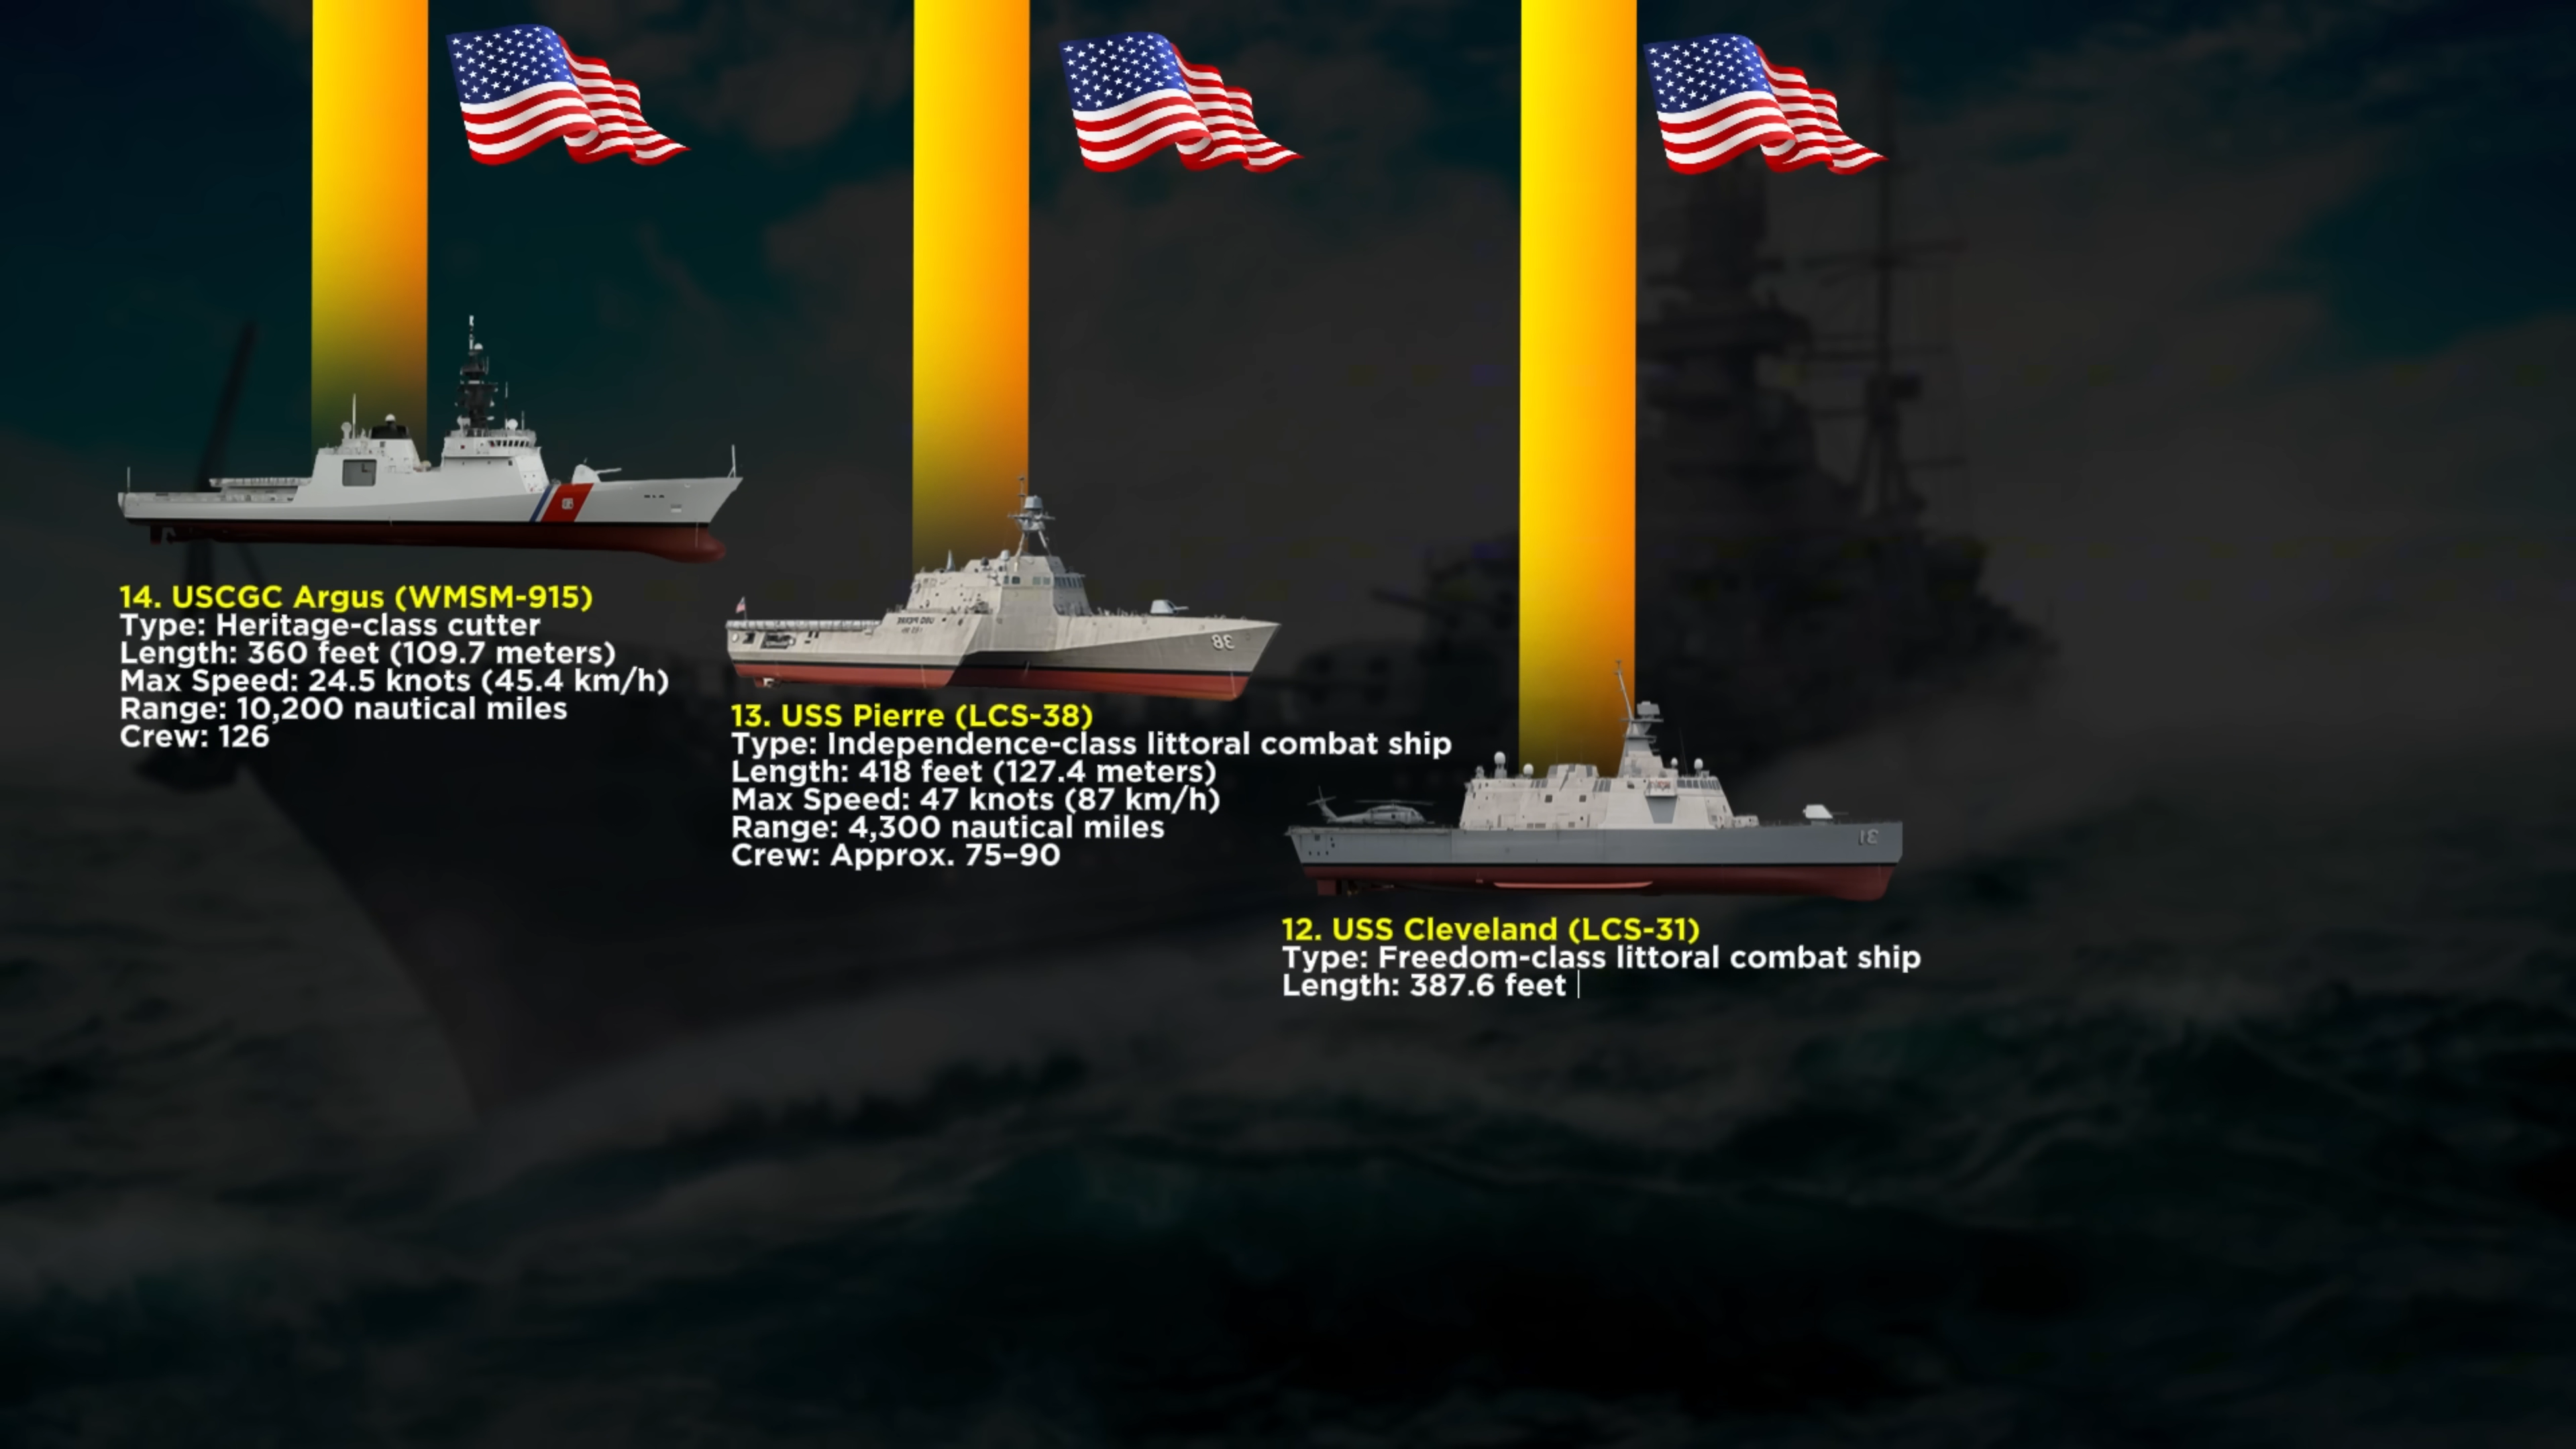 14. USCGC Argus (WMSM-915)
Type: Heritage-class cutter
Length: 360 feet (109.7 meters)
Max Speed: 24.5 knots (45.4 km/h)
Range: 10,200 nautical miles
Crew: 126
38
13. USS Pierre (LCS-38)
Type: Independence-class littoral combat ship
Length: 418 feet (127.4 meters)
Max Speed: 47 knots (87 km/h)
Range: 4,300 nautical miles
Crew: Approx. 75–90
31
12. USS Cleveland (LCS-31)
Type: Freedom-class littoral combat ship
Length: 387.6 feet